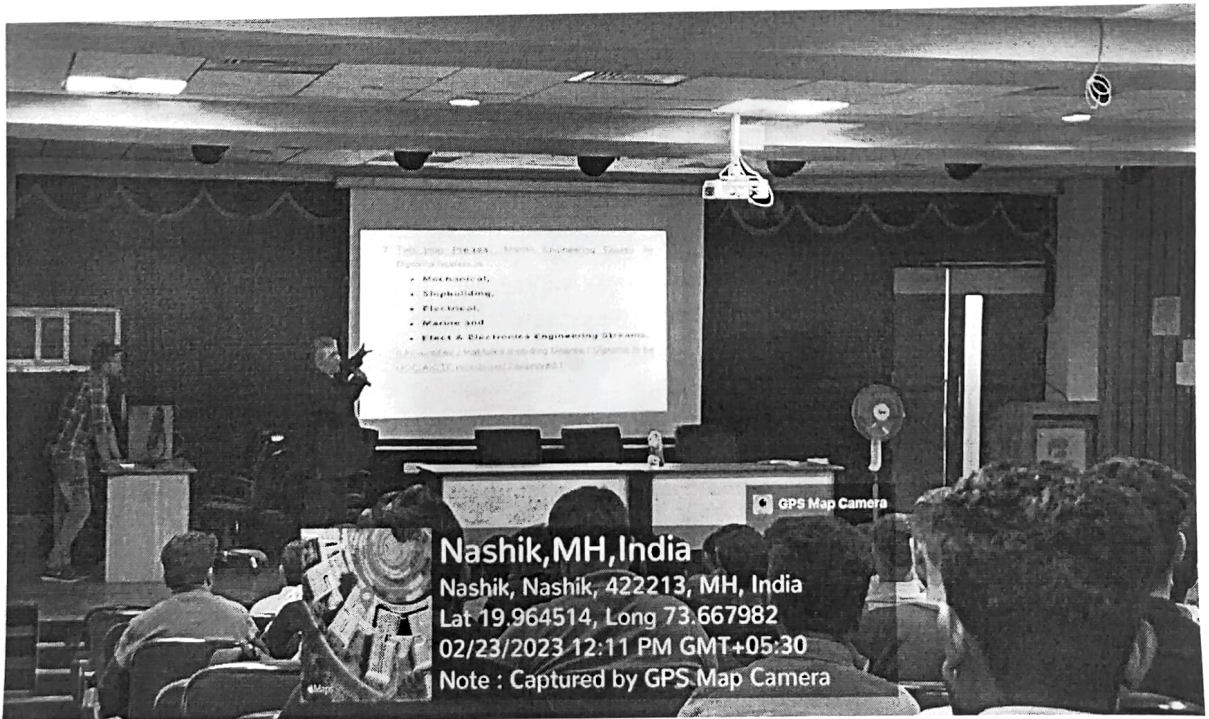 Mechanical,
Shipbuilding,
Electrical,
Marine and
Elect & Electronics Engineering Streams.
GPS Map Camera
Nashik,MH,India
Nashik, Nashik, 422213, MH, India
Lat 19.964514, Long 73.667982
02/23/2023 12:11 PM GMT+05:30
Note : Captured by GPS Map Camera
Maps